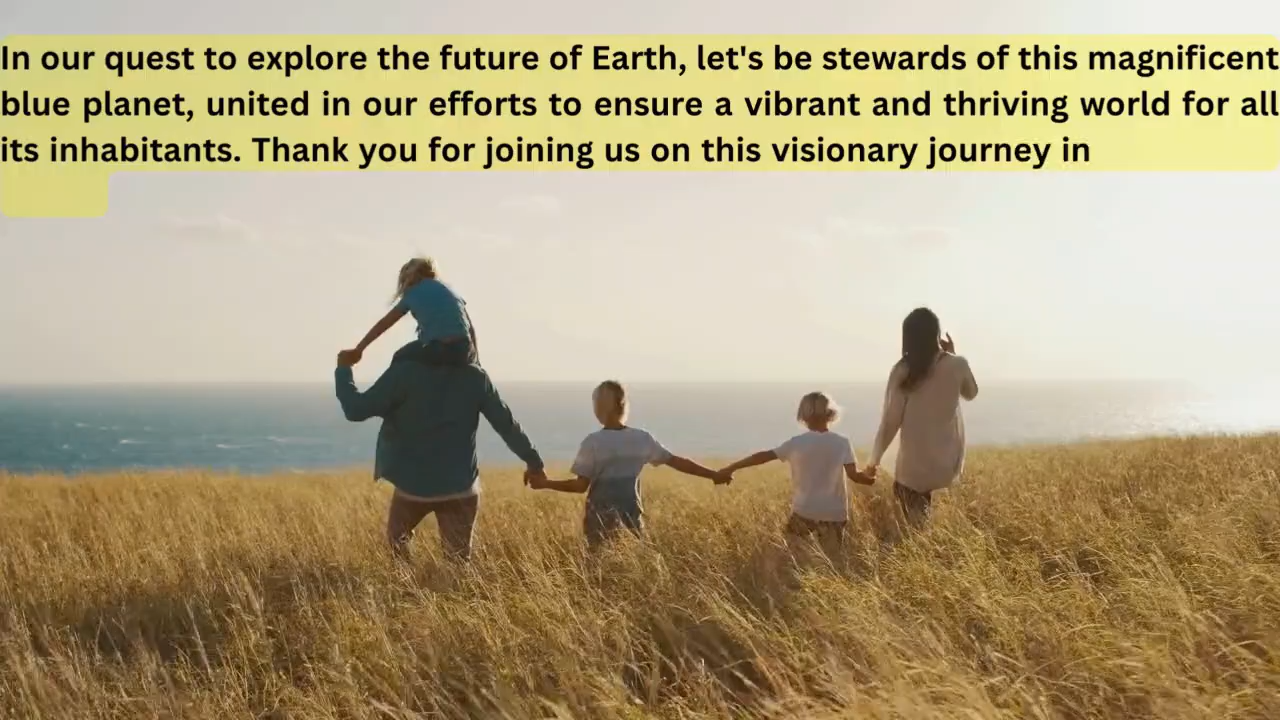 In our quest to explore the future of Earth, let's be stewards of this magnificent
blue planet, united in our efforts to ensure a vibrant and thriving world for all
its inhabitants. Thank you for joining us on this visionary journey in